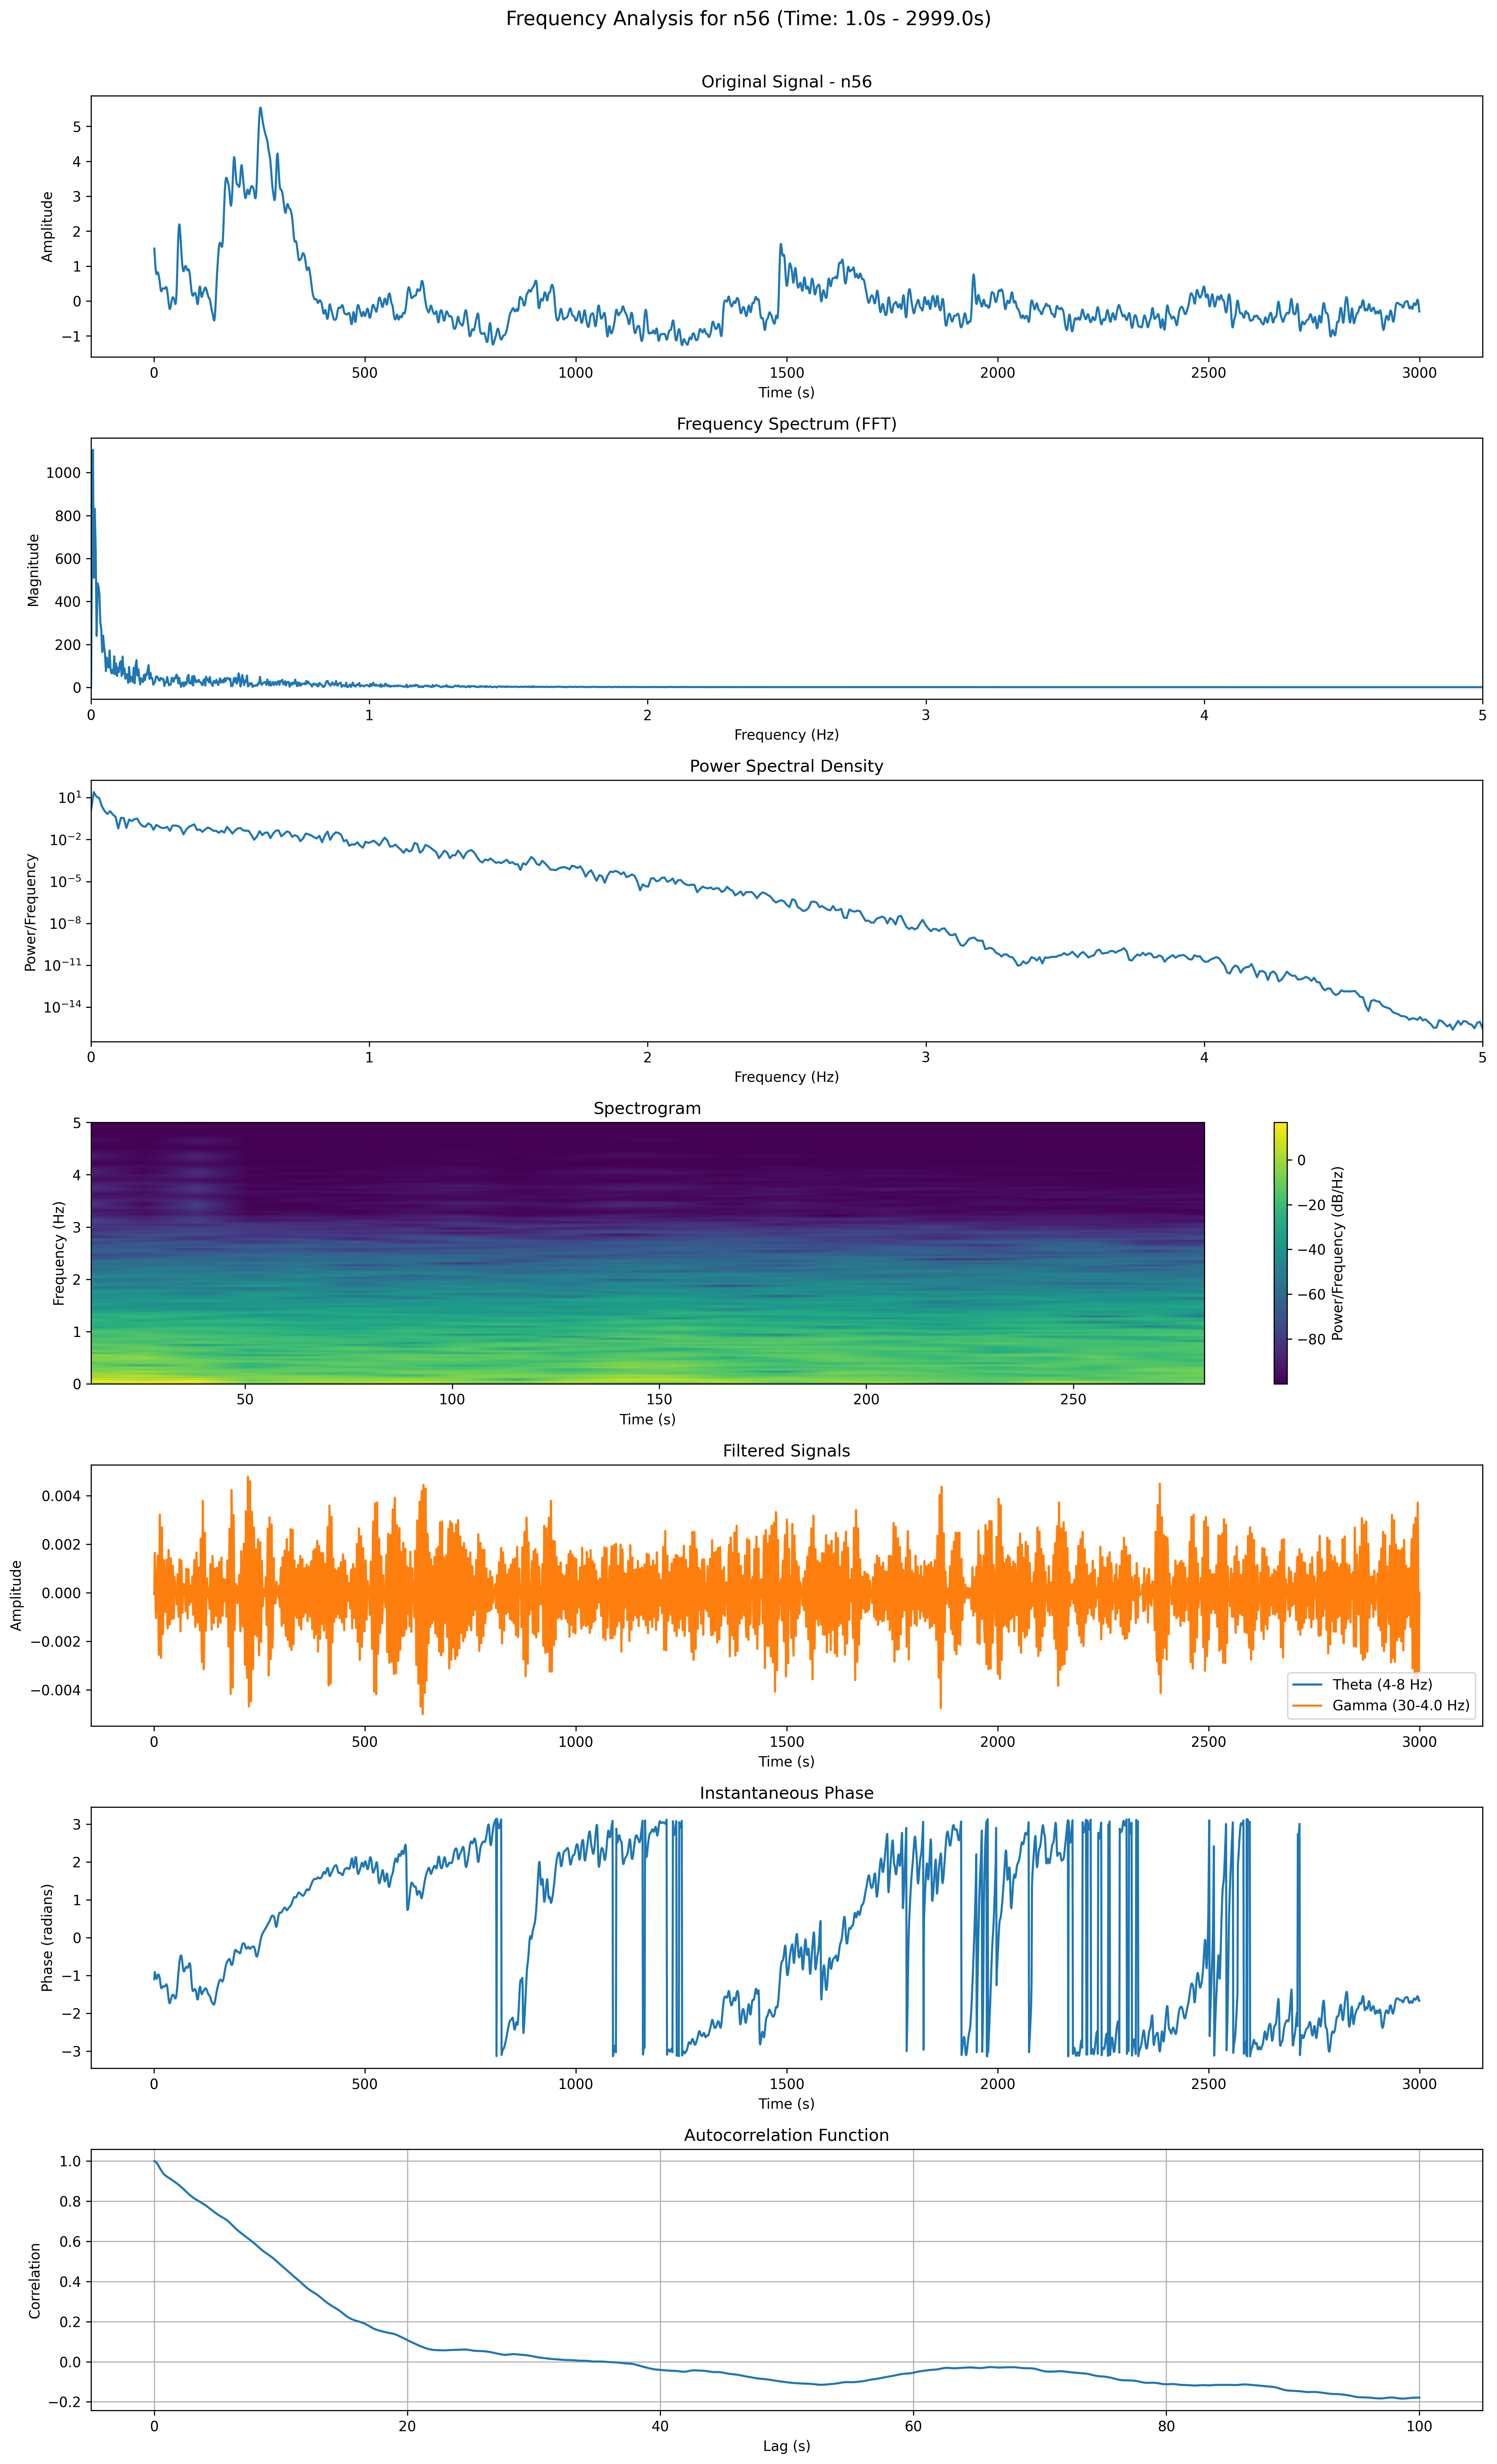 Frequency Analysis for n56 (Time: 1.0s - 2999.0s)
Original Signal - n56
Amplitude
5
4
3
2
1
0
−1
0 500 1000 1500 2000 2500 3000
Time (s)
Frequency Spectrum (FFT)
Magnitude
1000
800
600
400
200
0
0 1 2 3 4 5
Frequency (Hz)
Power Spectral Density
Power/Frequency
10¹
10⁻²
10⁻⁵
10⁻⁸
10⁻¹¹
10⁻¹⁴
0 1 2 3 4 5
Frequency (Hz)
Spectrogram
Frequency (Hz)
5
4
3
2
1
0
50 100 150 200 250
Time (s)
0
−20
−40
−60
−80
Power/Frequency (dB/Hz)
Filtered Signals
Amplitude
0.004
0.002
0.000
−0.002
−0.004
Theta (4-8 Hz)
Gamma (30-4.0 Hz)
0 500 1000 1500 2000 2500 3000
Time (s)
Instantaneous Phase
Phase (radians)
3
2
1
0
−1
−2
−3
0 500 1000 1500 2000 2500 3000
Time (s)
Autocorrelation Function
Correlation
1.0
0.8
0.6
0.4
0.2
0.0
−0.2
0 20 40 60 80 100
Lag (s)